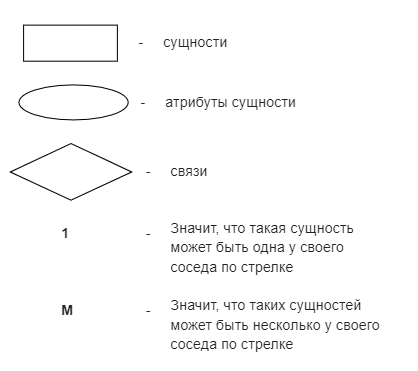 - сущности
- атрибуты сущности
- связи
1 - Значит, что такая сущность
может быть одна у своего
соседа по стрелке
М - Значит, что таких сущностей
может быть несколько у своего
соседа по стрелке